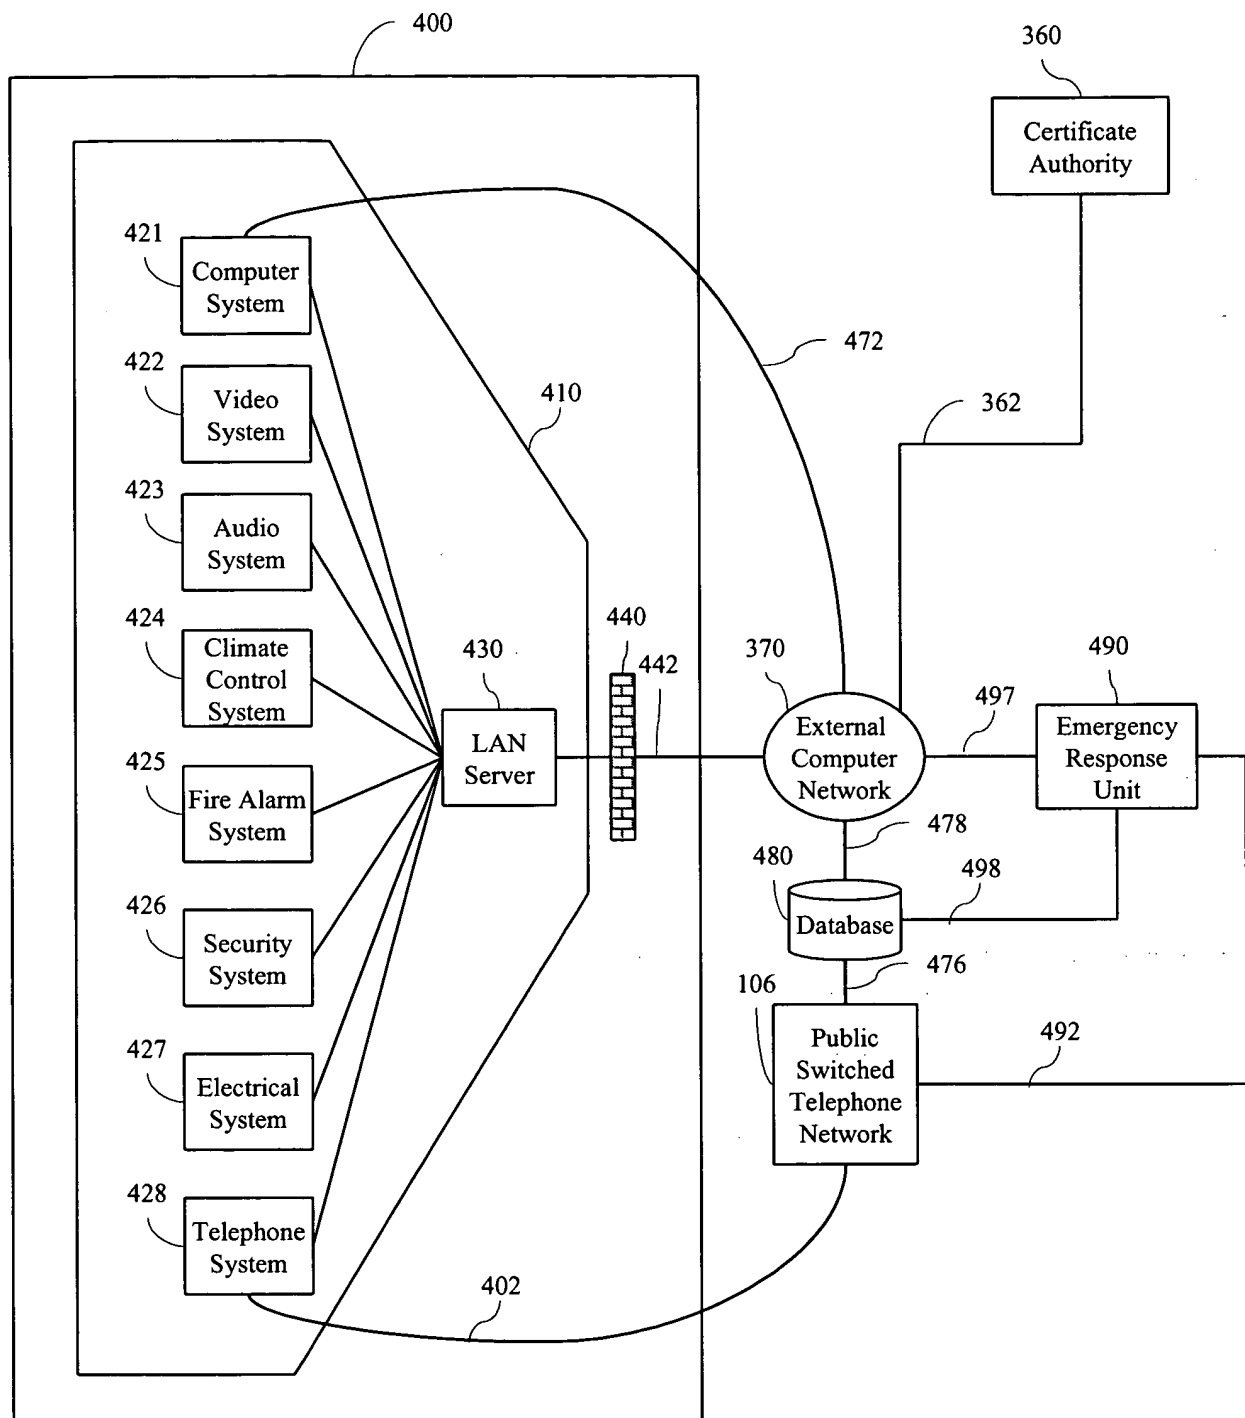 400
360
Certificate
Authority
421
Computer
System
472
422
Video
System
410
362
423
Audio
System
424
Climate
Control
System
430
LAN
Server
440
442
370
External
Computer
Network
497
490
Emergency
Response
Unit
425
Fire Alarm
System
478
480
Database
498
426
Security
System
476
106
Public
Switched
Telephone
Network
492
427
Electrical
System
428
Telephone
System
402